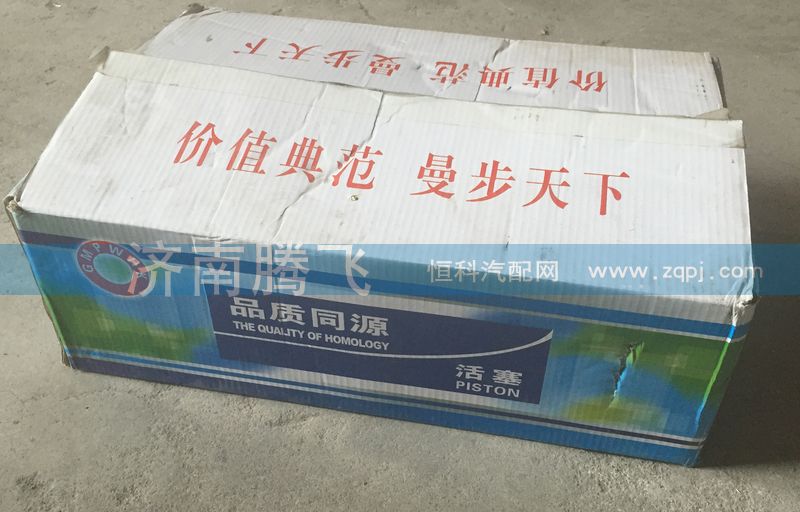 价值典范 曼步天下
价值典范 曼步天下
GMPW
济南腾飞
恒科汽配网 www.zqpj.com
品质同源
THE QUALITY OF HOMOLOGY
活塞
PISTON